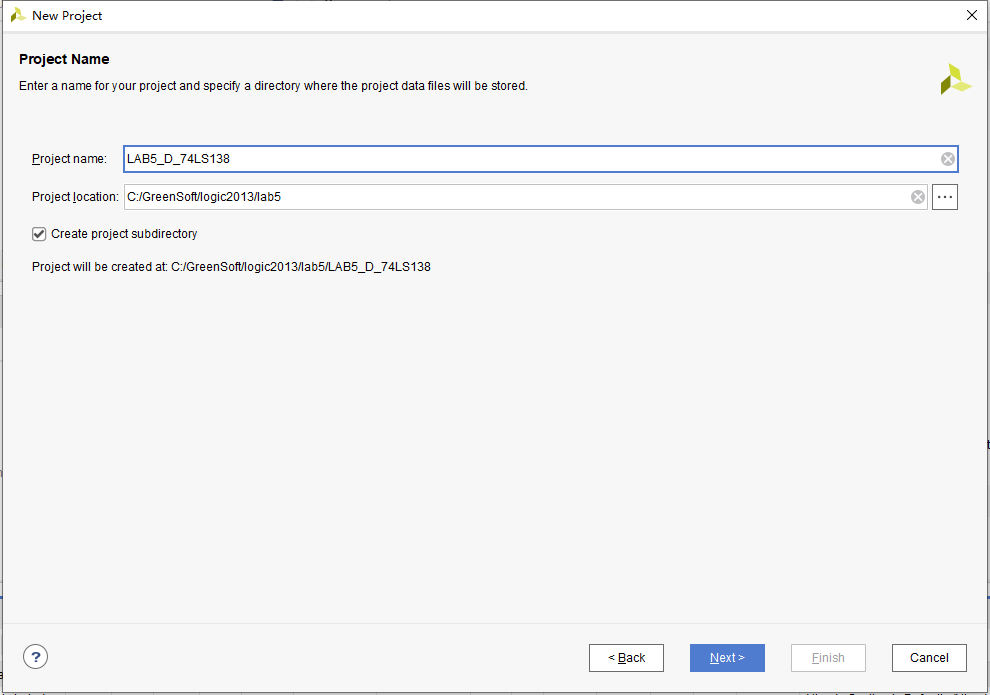 New Project
Project Name
Enter a name for your project and specify a directory where the project data files will be stored.
Project name: LAB5_D_74LS138
Project location: C:/GreenSoft/logic2013/lab5 ...
Create project subdirectory
Project will be created at: C:/GreenSoft/logic2013/lab5/LAB5_D_74LS138
? < Back Next > Finish Cancel